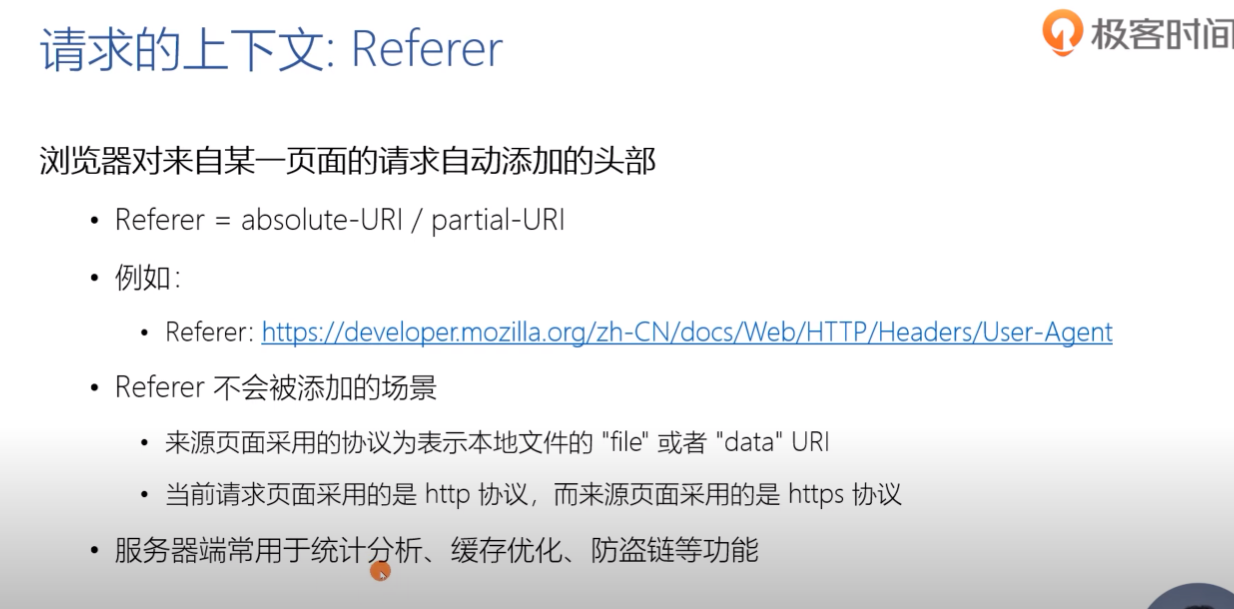 请求的上下文: Referer
极客时间
浏览器对来自某一页面的请求自动添加的头部
• Referer = absolute-URI / partial-URI
• 例如:
• Referer: https://developer.mozilla.org/zh-CN/docs/Web/HTTP/Headers/User-Agent
• Referer 不会被添加的场景
• 来源页面采用的协议为表示本地文件的 "file" 或者 "data" URI
• 当前请求页面采用的是 http 协议，而来源页面采用的是 https 协议
• 服务器端常用于统计分析、缓存优化、防盗链等功能